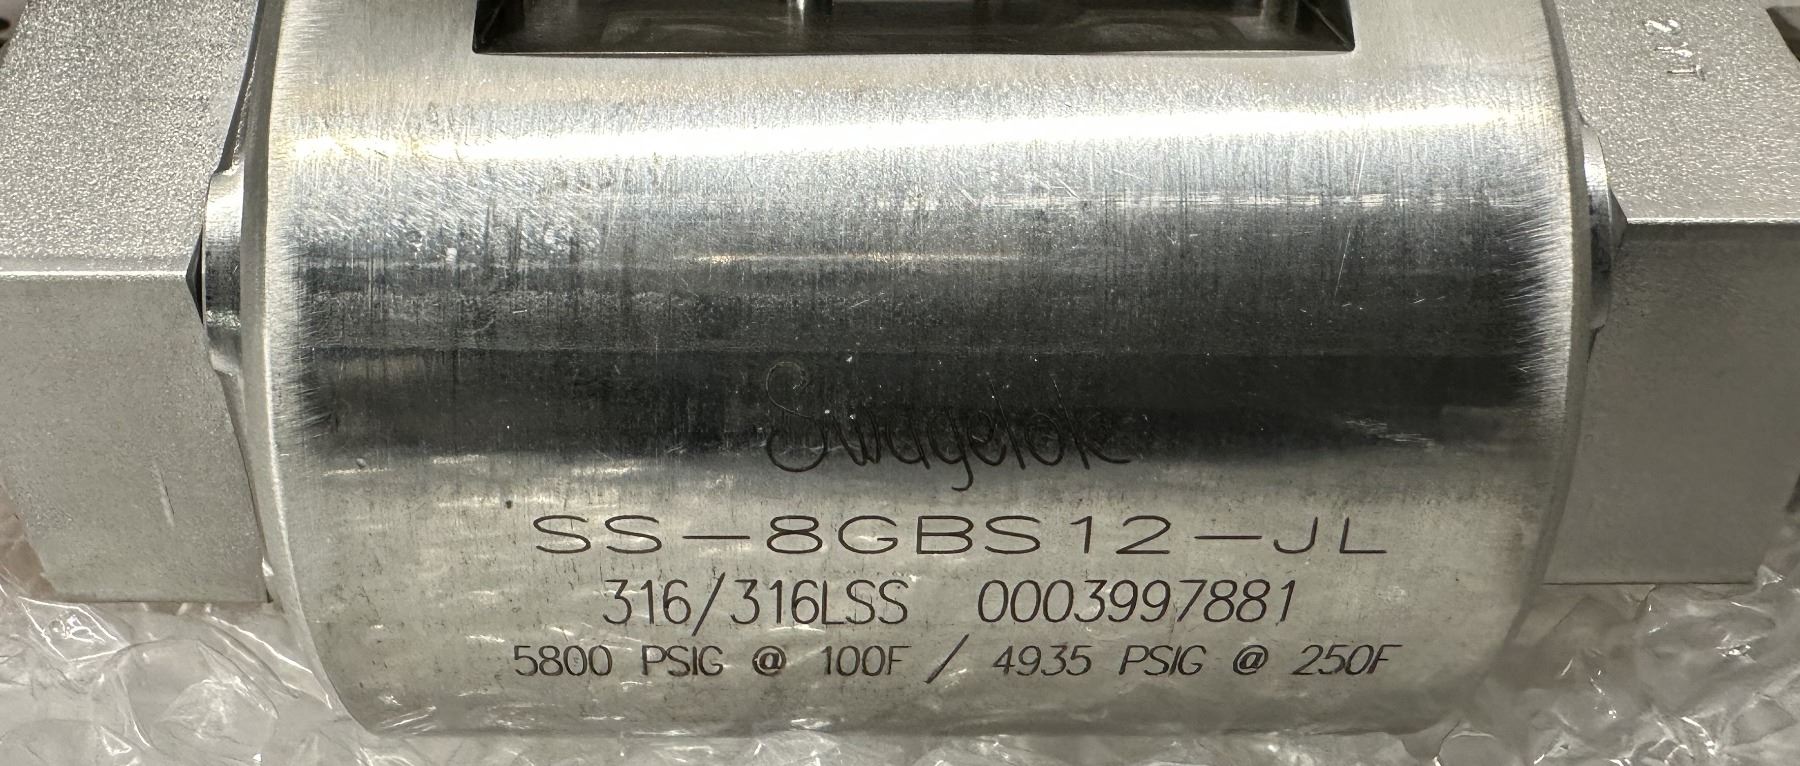 Swagelok
SS-8GBS12-JL
316/316LSS 0003997881
5800 PSIG @ 100F / 4935 PSIG @ 250F